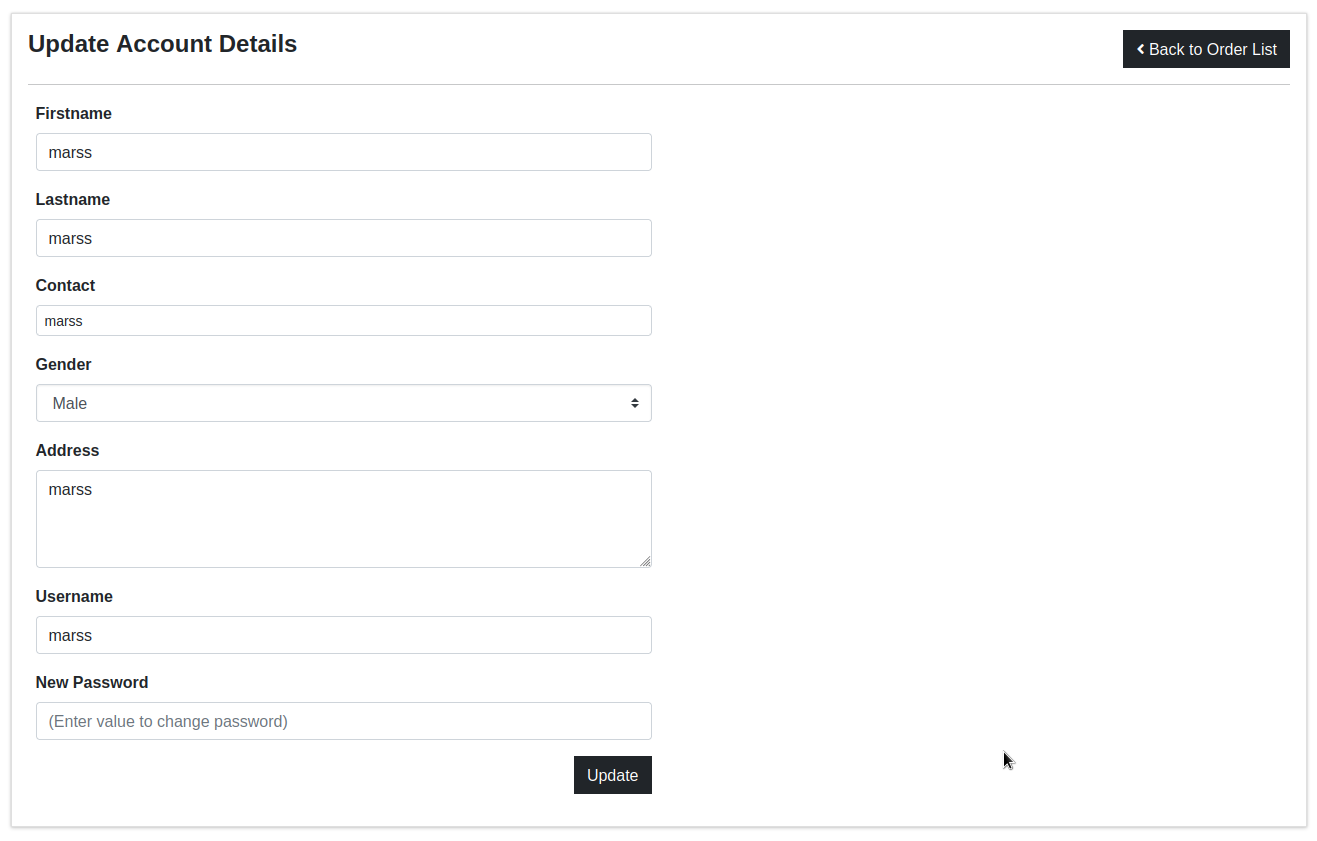 Update Account Details
Back to Order List
Firstname
marss
Lastname
marss
Contact
marss
Gender
Male
Address
marss
Username
marss
New Password
(Enter value to change password)
Update